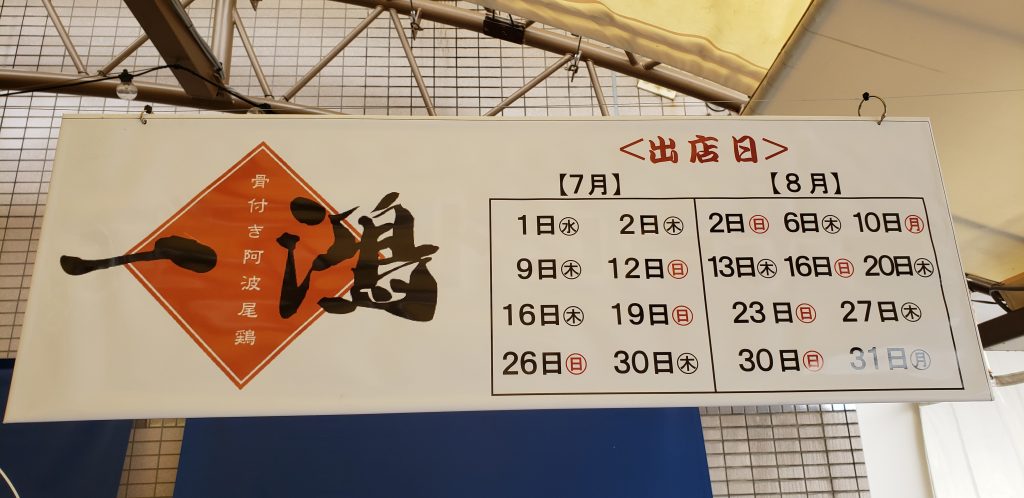 一鴻
骨付き阿波尾鶏
<出店日>
【7月】
1日㊌ 2日㊍
9日㊍ 12日㊐
16日㊍ 19日㊐
26日㊐ 30日㊍
【8月】
2日㊐ 6日㊍ 10日㊊
13日㊍ 16日㊐ 20日㊍
23日㊐ 27日㊍
30日㊐ 31日㊊